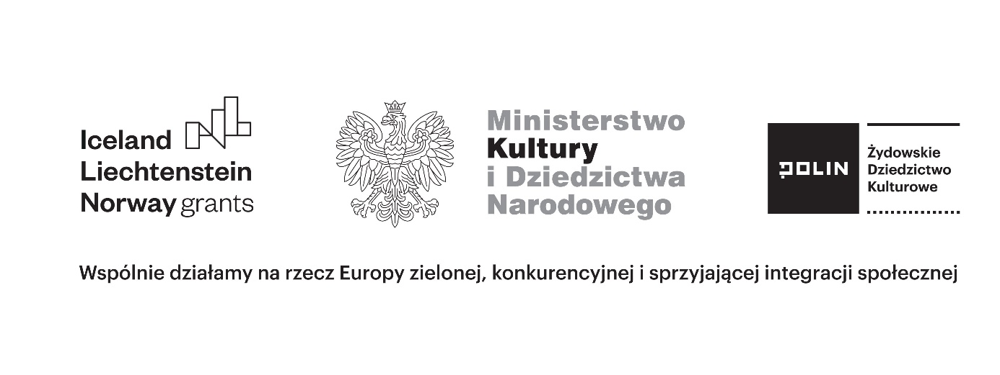 Iceland
Liechtenstein
Norway grants
Ministerstwo
Kultury
i Dziedzictwa
Narodowego
POLIN
Żydowskie
Dziedzictwo
Kulturowe
Wspólnie działamy na rzecz Europy zielonej, konkurencyjnej i sprzyjającej integracji społecznej